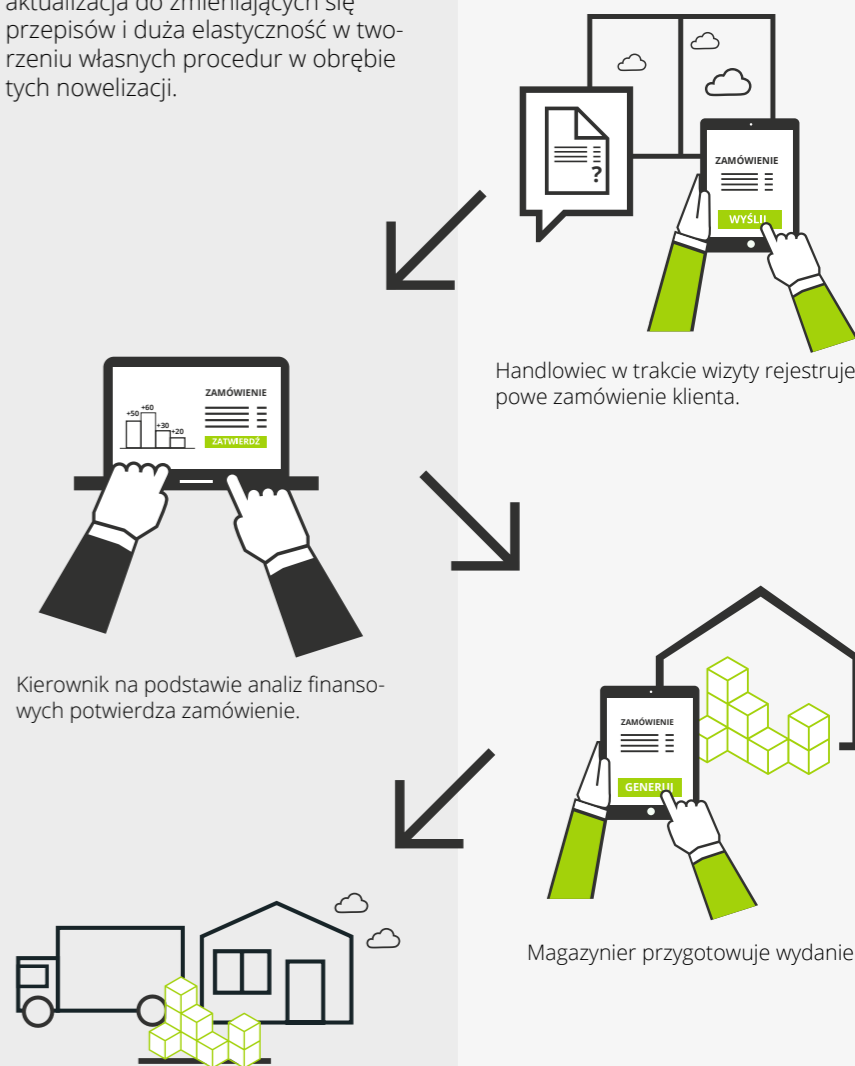 aktualizacja do zmieniających się
przepisów i duża elastyczność w two-
rzeniu własnych procedur w obrębie
tych nowelizacji.
?
ZAMÓWIENIE
WYŚLIJ
Handlowiec w trakcie wizyty rejestruje
powe zamówienie klienta.
+50
+60
+30
+20
ZAMÓWIENIE
ZATWIERDŹ
Kierownik na podstawie analiz finanso-
wych potwierdza zamówienie.
ZAMÓWIENIE
GENERUJ
Magazynier przygotowuje wydanie